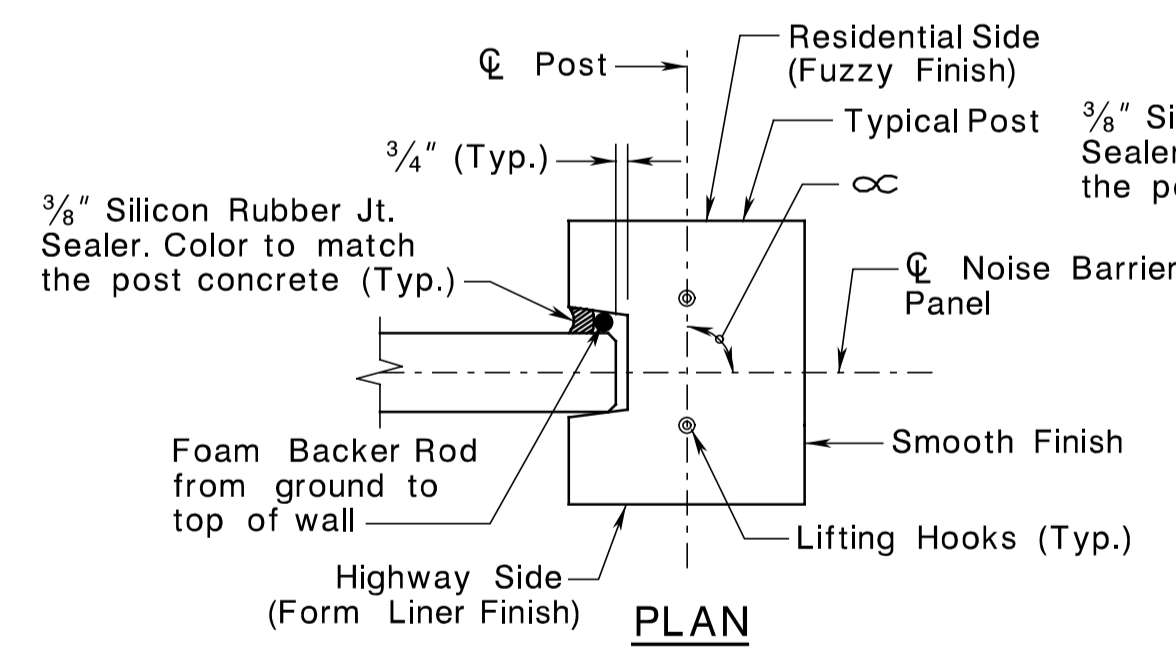 ℄ Post
Residential Side
(Fuzzy Finish)
Typical Post
3/8" 
Sealer
the
3/4" (Typ.)
∝
3/8" Silicon Rubber Jt.
Sealer. Color to match
the post concrete (Typ.)
℄ Noise Barrier
Panel
Foam Backer Rod
from ground to
top of wall
Smooth Finish
Lifting Hooks (Typ.)
Highway Side
(Form Liner Finish)
PLAN